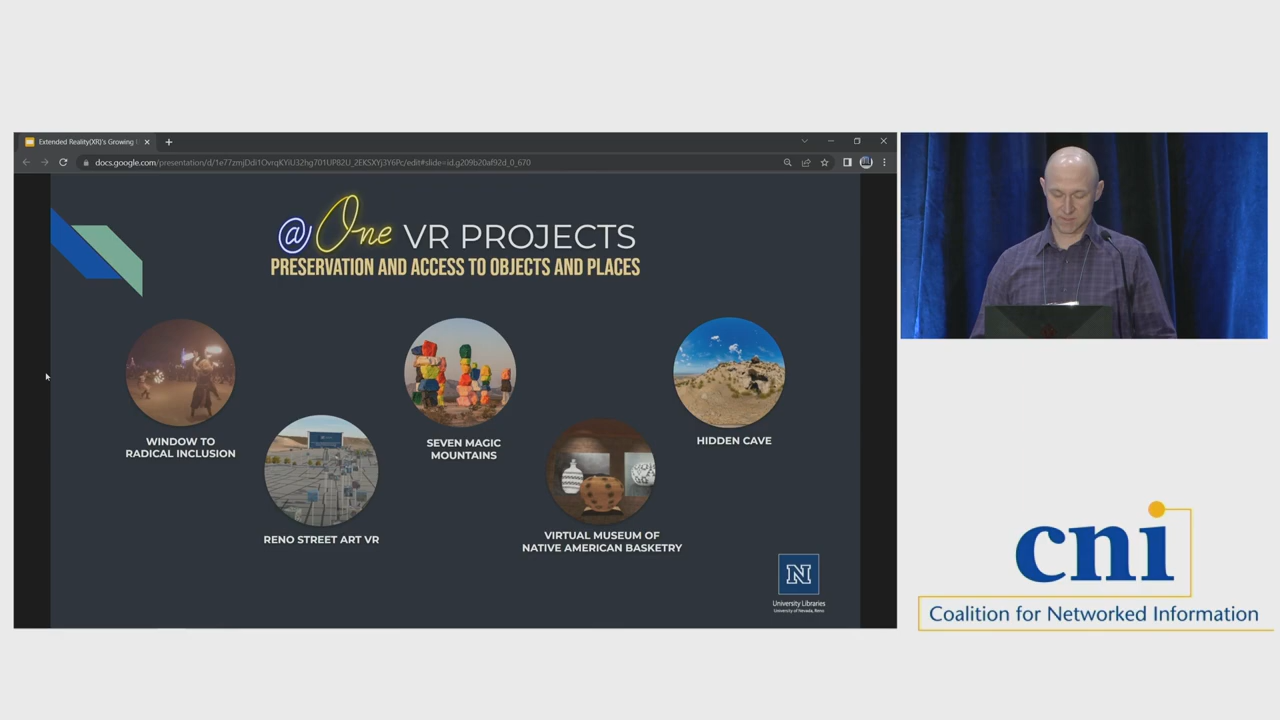 Extended Reality(XR)'s Growing
docs.google.com/presentation/d/1e77zmjDdi1OvrqKYiU32hg701UP82U_2EKSXYj3Y6Pc/edit#slide=id.g209b20af92d_0_670
@One VR PROJECTS
PRESERVATION AND ACCESS TO OBJECTS AND PLACES
WINDOW TO
RADICAL INCLUSION
SEVEN MAGIC
MOUNTAINS
HIDDEN CAVE
RENO STREET ART VR
VIRTUAL MUSEUM OF
NATIVE AMERICAN BASKETRY
N
University Libraries
University of Nevada, Reno
cni
Coalition for Networked Information